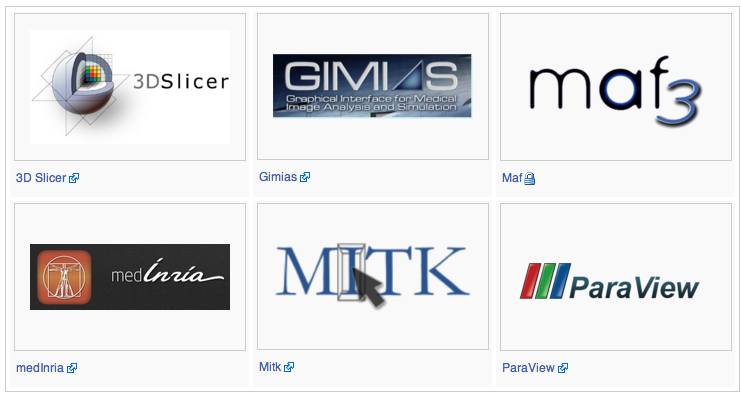 3DSlicer
GIMIAS
Graphical Interface for Medical
Image Analysis and Simulation
maf3
3D Slicer
Gimias
Maf
medInria
MITK
ParaView
medInria
Mitk
ParaView